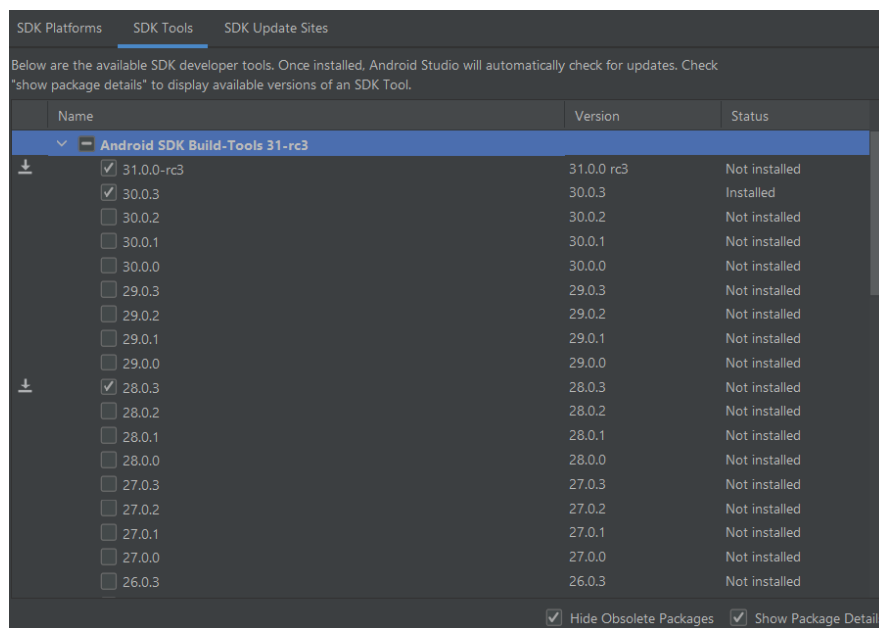 SDK Platforms SDK Tools SDK Update Sites
Below are the available SDK developer tools. Once installed, Android Studio will automatically check for updates. Check
"show package details" to display available versions of an SDK Tool.
Name Version Status
Android SDK Build-Tools 31-rc3
31.0.0-rc3 31.0.0 rc3 Not installed
30.0.3 30.0.3 Installed
30.0.2 30.0.2 Not installed
30.0.1 30.0.1 Not installed
30.0.0 30.0.0 Not installed
29.0.3 29.0.3 Not installed
29.0.2 29.0.2 Not installed
29.0.1 29.0.1 Not installed
29.0.0 29.0.0 Not installed
28.0.3 28.0.3 Not installed
28.0.2 28.0.2 Not installed
28.0.1 28.0.1 Not installed
28.0.0 28.0.0 Not installed
27.0.3 27.0.3 Not installed
27.0.2 27.0.2 Not installed
27.0.1 27.0.1 Not installed
27.0.0 27.0.0 Not installed
26.0.3 26.0.3 Not installed
Hide Obsolete Packages Show Package Detail